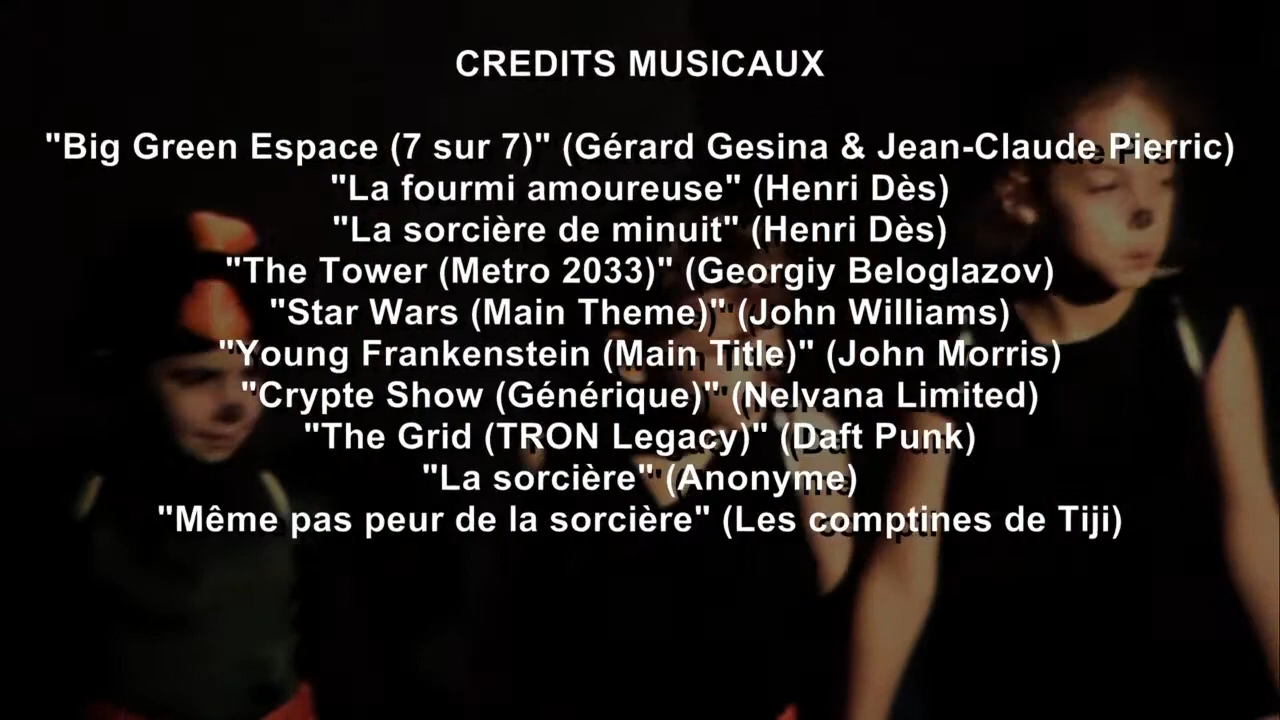 CREDITS MUSICAUX
"Big Green Espace (7 sur 7)" (Gérard Gesina & Jean-Claude Pierric)
"La fourmi amoureuse" (Henri Dès)
"La sorcière de minuit" (Henri Dès)
"The Tower (Metro 2033)" (Georgiy Beloglazov)
"Star Wars (Main Theme)" (John Williams)
"Young Frankenstein (Main Title)" (John Morris)
"Crypte Show (Générique)" (Nelvana Limited)
"The Grid (TRON Legacy)" (Daft Punk)
"La sorcière" (Anonyme)
"Même pas peur de la sorcière" (Les comptines de Tiji)